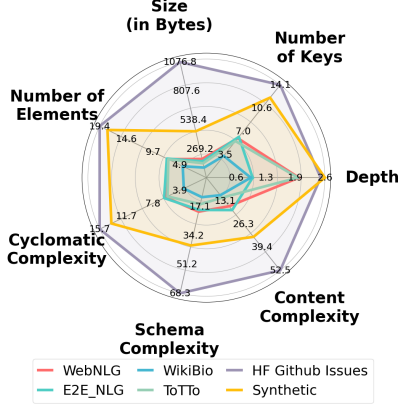 Size
(in Bytes)
Number
of Keys
1076.8
14.1
807.6
10.6
Number of
Elements
19.4
538.4
14.6
7.0
9.7
269.2
3.5
4.9
Depth
0.6
1.3
1.9
2.6
3.9
7.8
17.1
13.1
11.7
26.3
15.7
34.2
39.4
Cyclomatic
Complexity
51.2
52.5
68.3
Content
Complexity
Schema
Complexity
WebNLG
WikiBio
HF Github Issues
E2E_NLG
ToTTo
Synthetic